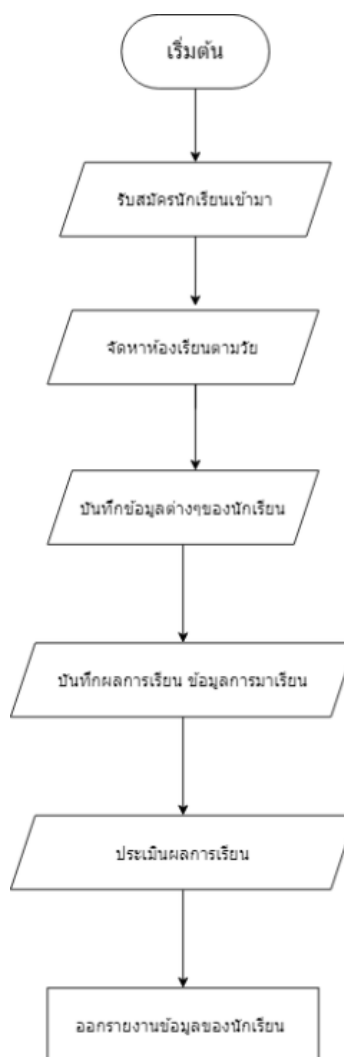 เริ่มต้น
รับสมัครนักเรียนเข้ามา
จัดหาห้องเรียนตามวัย
บันทึกข้อมูลต่างๆของนักเรียน
บันทึกผลการเรียน ข้อมูลการมาเรียน
ประเมินผลการเรียน
ออกรายงานข้อมูลของนักเรียน